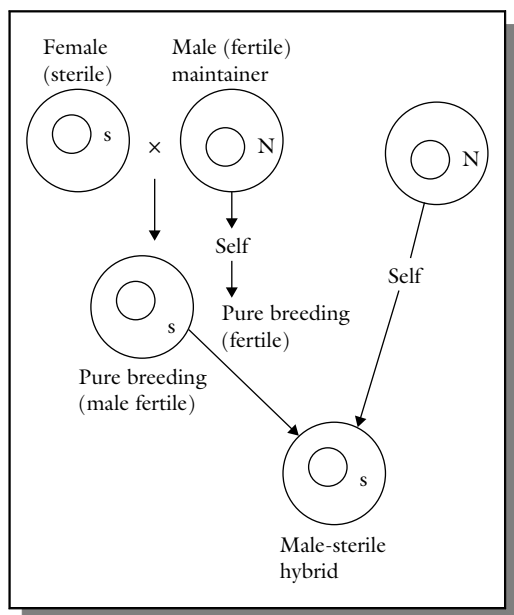 Female
(sterile)
Male (fertile)
maintainer
s
×
N
N
Self
Self
s
Pure breeding
(fertile)
Pure breeding
(male fertile)
s
Male-sterile
hybrid